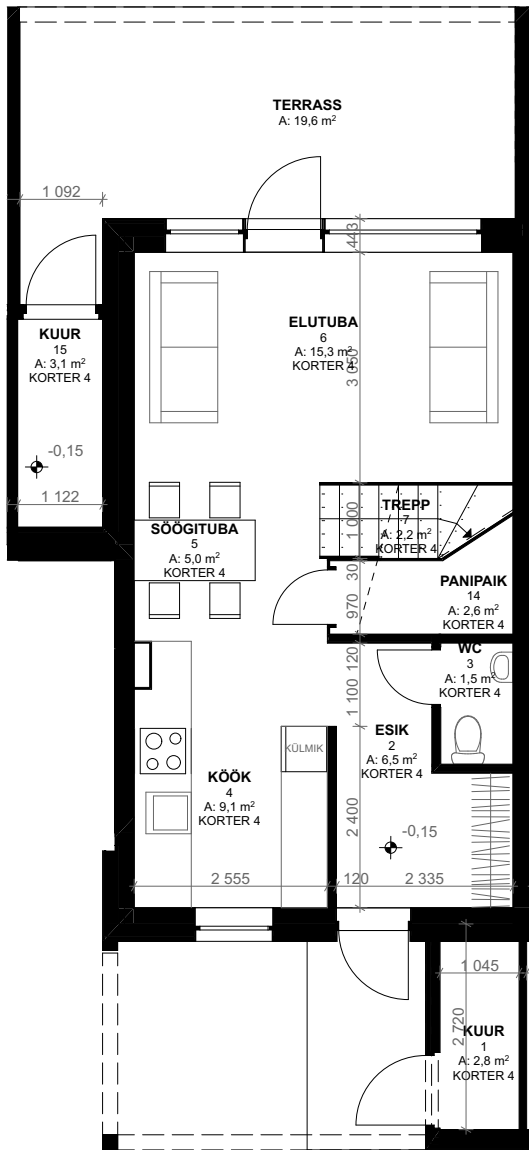 TERRASS
A: 19,6 m²
1 092
443
KUUR
15
A: 3,1 m²
KORTER 4
-0,15
1 122
ELUTUBA
6
A: 15,3 m²
KORTER 4
3 050
TREPP
7
A: 2,2 m²
KORTER 4
1 000
SÖÖGITUBA
5
A: 5,0 m²
KORTER 4
30
970
PANIPAIK
14
A: 2,6 m²
KORTER 4
120
WC
3
A: 1,5 m²
KORTER 4
1 100
ESIK
2
A: 6,5 m²
KORTER 4
KÜLMIK
KÖÖK
4
A: 9,1 m²
KORTER 4
2 400
-0,15
2 555
120
2 335
1 045
2 720
KUUR
1
A: 2,8 m²
KORTER 4